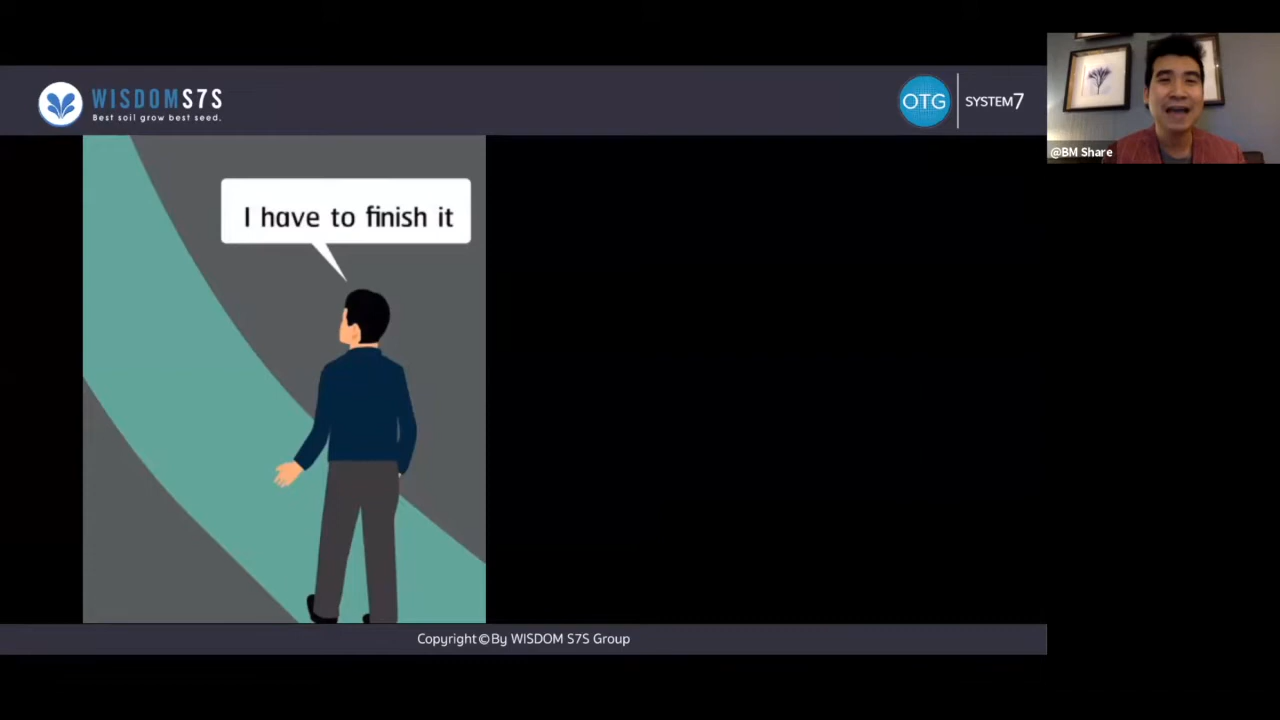 WISDOMS7S
Best soil grow best seed.
OTG
SYSTEM7
@BM Share
I have to finish it
Copyright©By WISDOM S7S Group